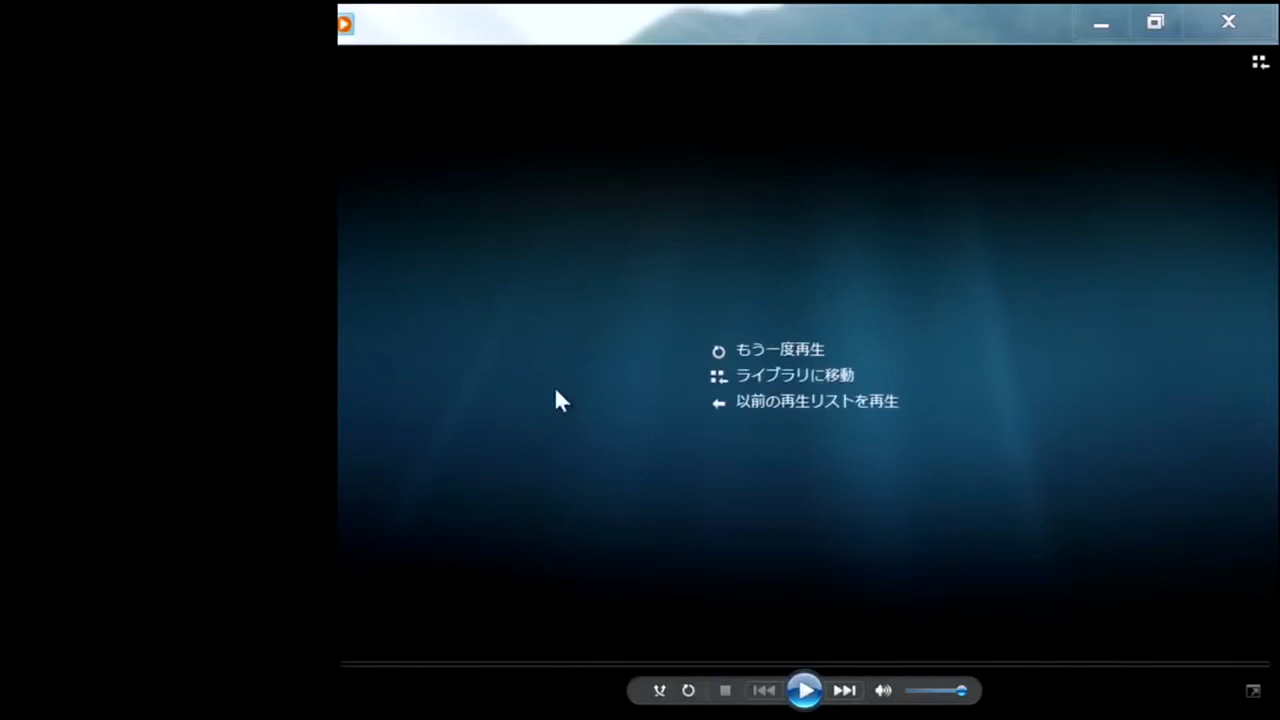 もう一度再生
ライブラリに移動
以前の再生リストを再生